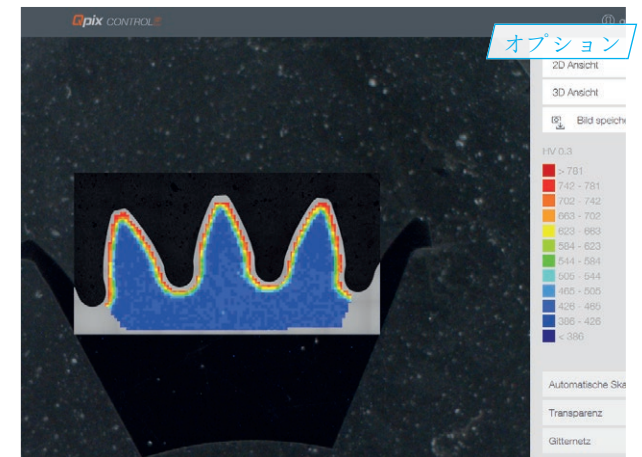 Qpix CONTROL2
オプション
2D Ansicht
3D Ansicht
Bild speich
HV 0.3
> 781
742 - 781
702 - 742
663 - 702
623 - 663
584 - 623
544 - 584
505 - 544
465 - 505
426 - 465
386 - 426
< 386
Automatische Ska
Transparenz
Gitternetz